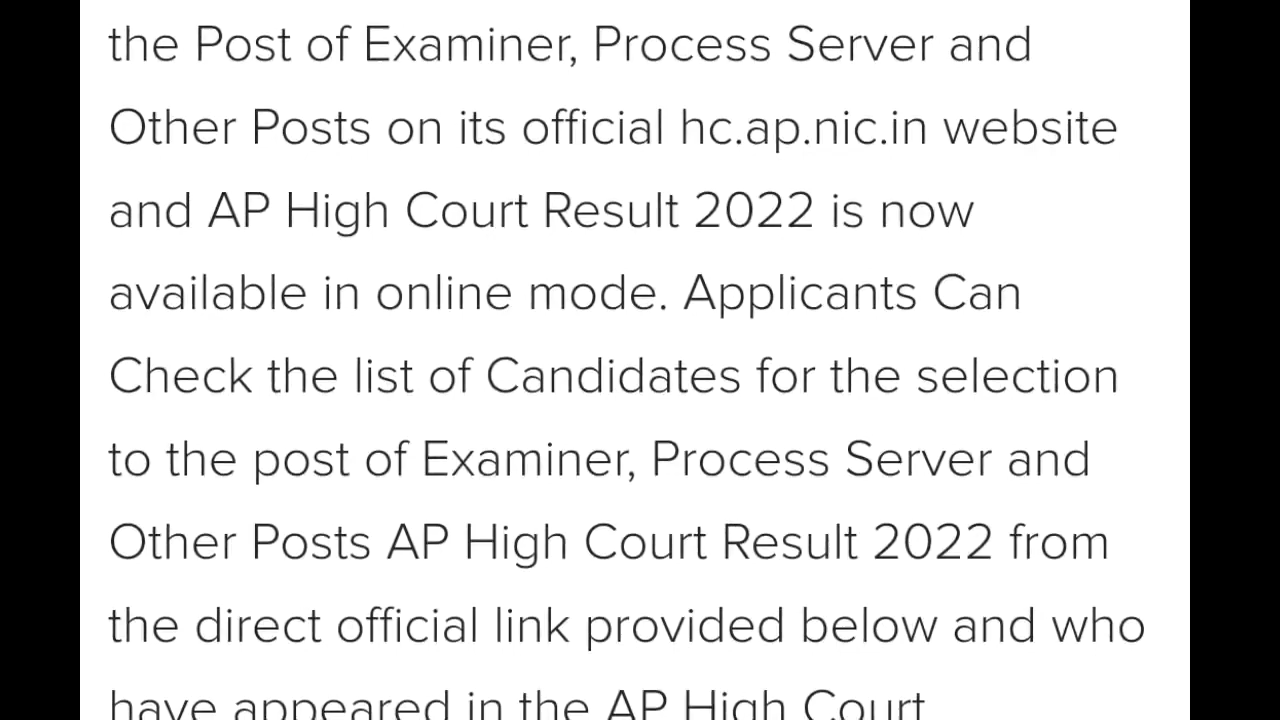 the Post of Examiner, Process Server and
Other Posts on its official hc.ap.nic.in website
and AP High Court Result 2022 is now
available in online mode. Applicants Can
Check the list of Candidates for the selection
to the post of Examiner, Process Server and
Other Posts AP High Court Result 2022 from
the direct official link provided below and who
have appeared in the AP High Court